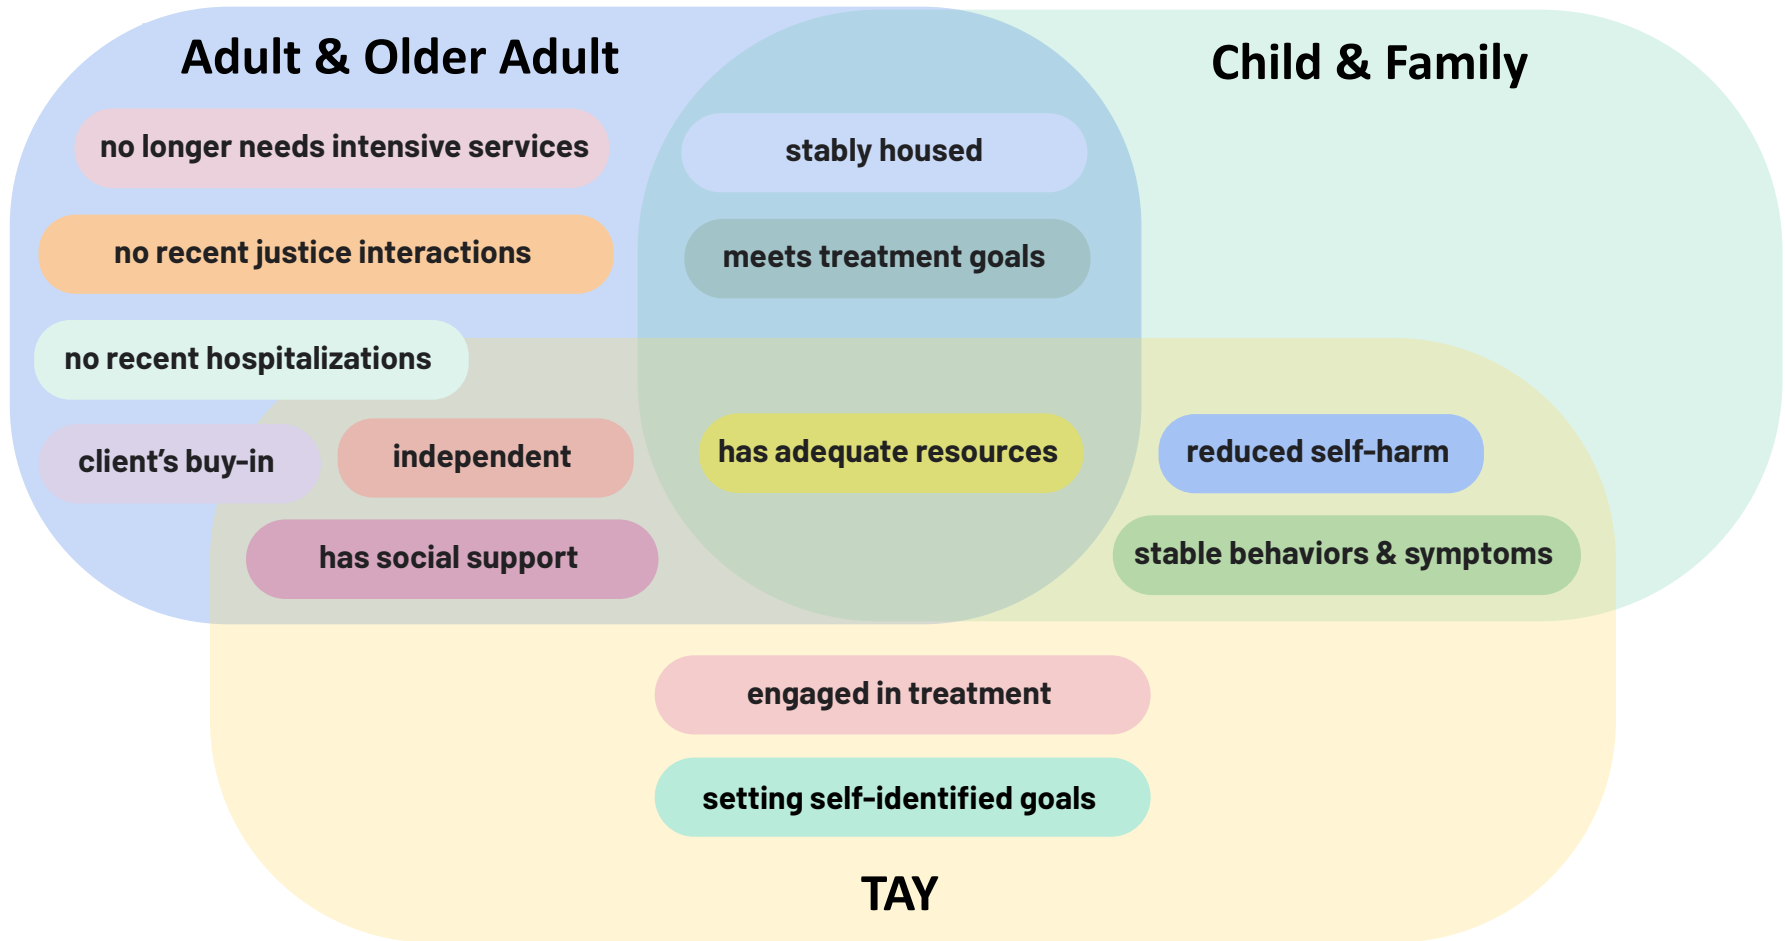 Adult & Older Adult
Child & Family
no longer needs intensive services
stably housed
no recent justice interactions
meets treatment goals
no recent hospitalizations
client’s buy-in
independent
has adequate resources
reduced self-harm
has social support
stable behaviors & symptoms
engaged in treatment
setting self-identified goals
TAY